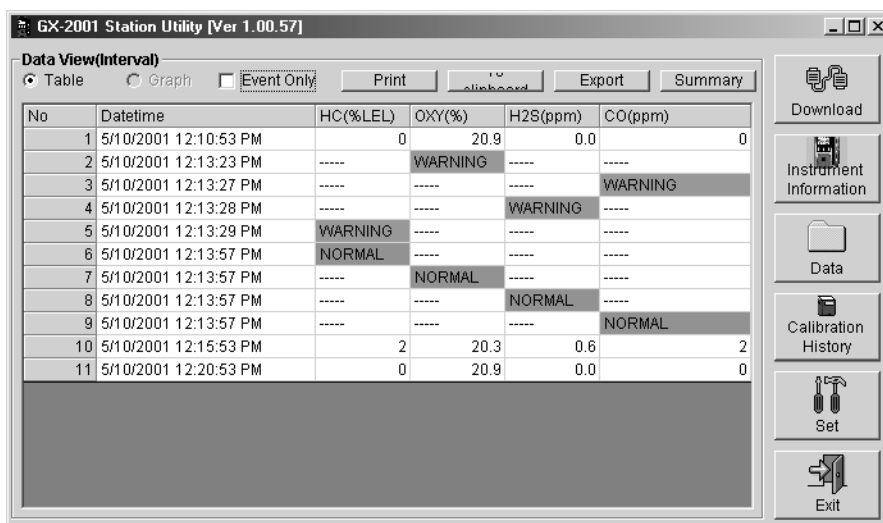 GX-2001 Station Utility [Ver 1.00.57]
Data View(Interval)
Table Graph Event Only Print Export Summary
No Datetime HC(%LEL) OXY(%) H2S(ppm) CO(ppm)
1 5/10/2001 12:10:53 PM 0 20.9 0.0 0
2 5/10/2001 12:13:23 PM ----- WARNING ----- -----
3 5/10/2001 12:13:27 PM ----- ----- ----- WARNING
4 5/10/2001 12:13:28 PM ----- ----- WARNING -----
5 5/10/2001 12:13:29 PM WARNING ----- ----- -----
6 5/10/2001 12:13:57 PM NORMAL ----- ----- -----
7 5/10/2001 12:13:57 PM ----- NORMAL ----- -----
8 5/10/2001 12:13:57 PM ----- ----- NORMAL -----
9 5/10/2001 12:13:57 PM ----- ----- ----- NORMAL
10 5/10/2001 12:15:53 PM 2 20.3 0.6 2
11 5/10/2001 12:20:53 PM 0 20.9 0.0 0
Download
Instrument
Information
Data
Calibration
History
Set
Exit